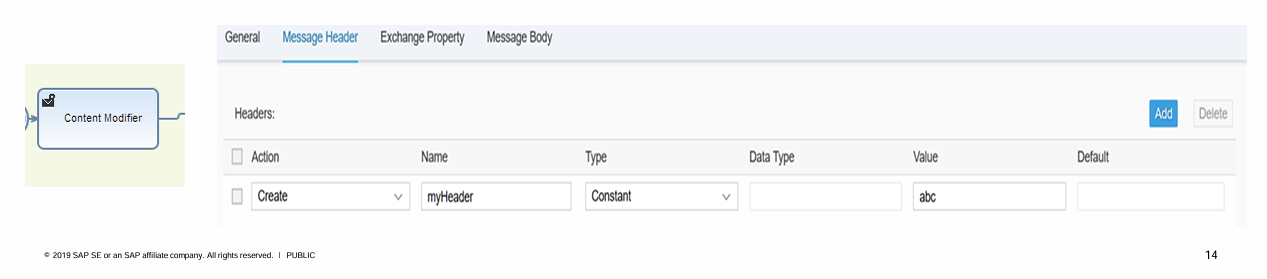 General Message Header Exchange Property Message Body
Content Modifier
Headers: Add Delete
Action Name Type Data Type Value Default
Create myHeader Constant abc
© 2019 SAP SE or an SAP affiliate company. All rights reserved. | PUBLIC 14